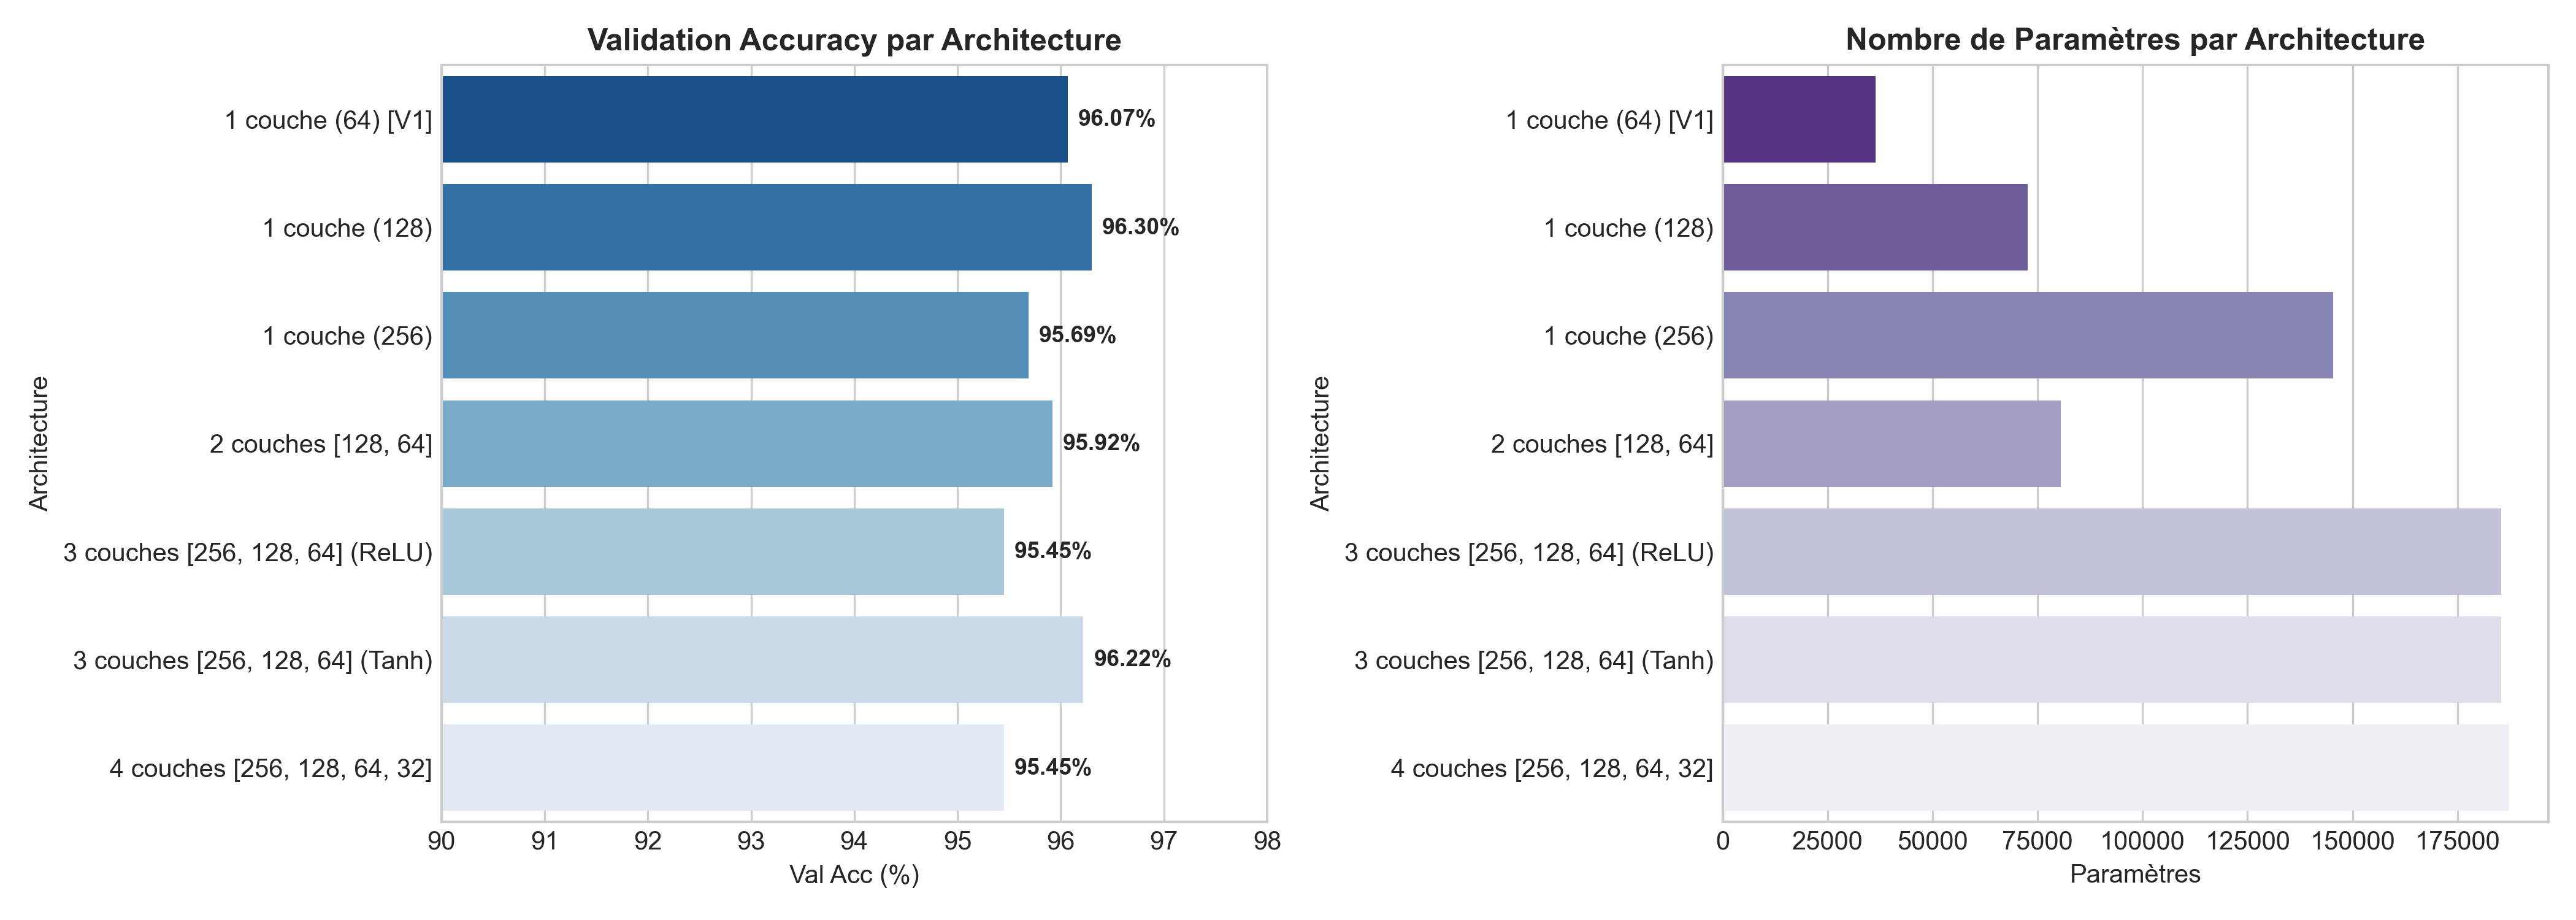 Validation Accuracy par Architecture
Architecture
1 couche (64) [V1]
96.07%
1 couche (128)
96.30%
1 couche (256)
95.69%
2 couches [128, 64]
95.92%
3 couches [256, 128, 64] (ReLU)
95.45%
3 couches [256, 128, 64] (Tanh)
96.22%
4 couches [256, 128, 64, 32]
95.45%
90 91 92 93 94 95 96 97 98
Val Acc (%)
Nombre de Paramètres par Architecture
Architecture
1 couche (64) [V1]
1 couche (128)
1 couche (256)
2 couches [128, 64]
3 couches [256, 128, 64] (ReLU)
3 couches [256, 128, 64] (Tanh)
4 couches [256, 128, 64, 32]
0 25000 50000 75000 100000 125000 150000 175000
Paramètres